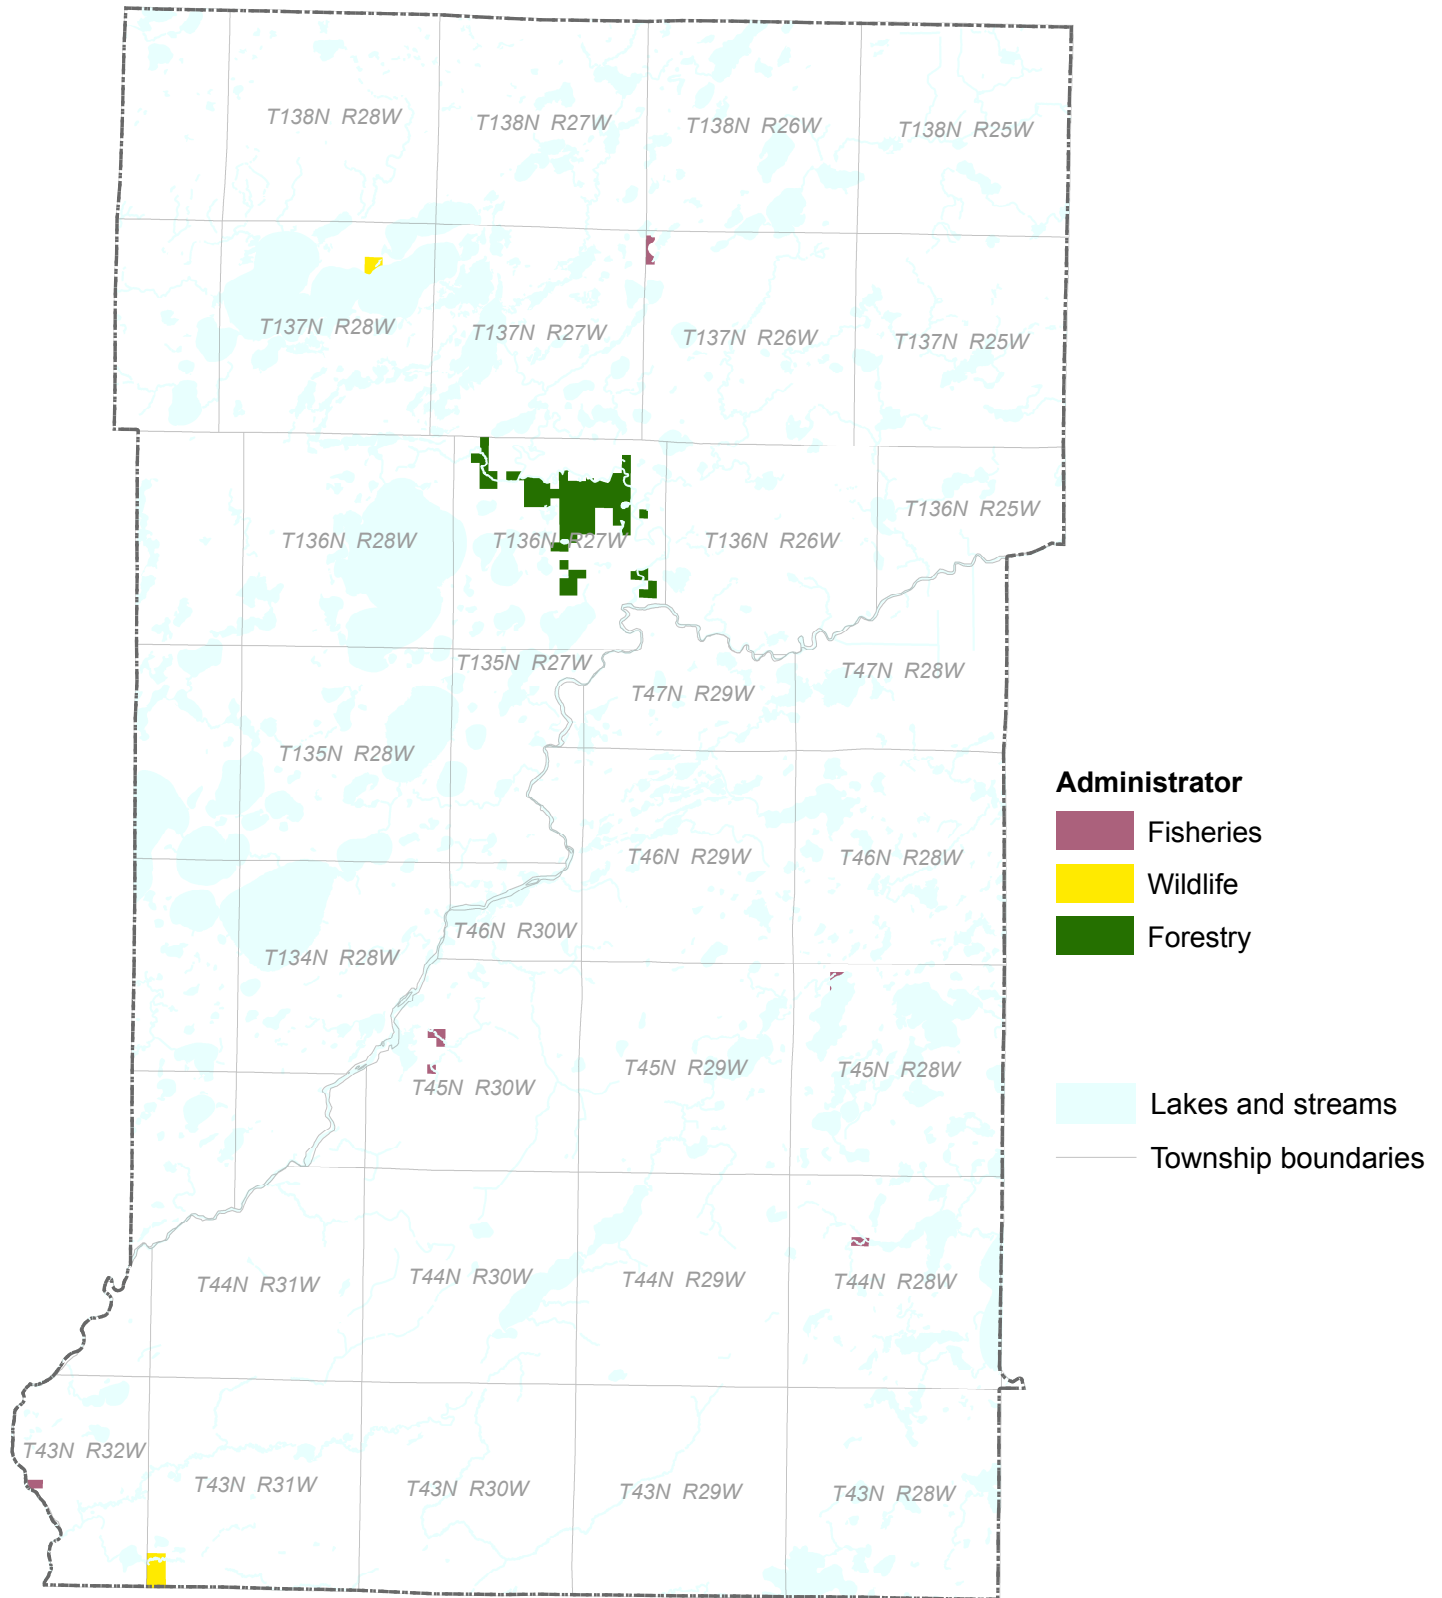 T138N R28W
T138N R27W
T138N R26W
T138N R25W
T137N R28W
T137N R27W
T137N R26W
T137N R25W
T136N R28W
T136N R27W
T136N R26W
T136N R25W
T135N R27W
T47N R29W
T47N R28W
T135N R28W
T46N R29W
T46N R28W
T46N R30W
T134N R28W
T45N R30W
T45N R29W
T45N R28W
T44N R31W
T44N R30W
T44N R29W
T44N R28W
T43N R32W
T43N R31W
T43N R30W
T43N R29W
T43N R28W
Administrator
Fisheries
Wildlife
Forestry
Lakes and streams
Township boundaries